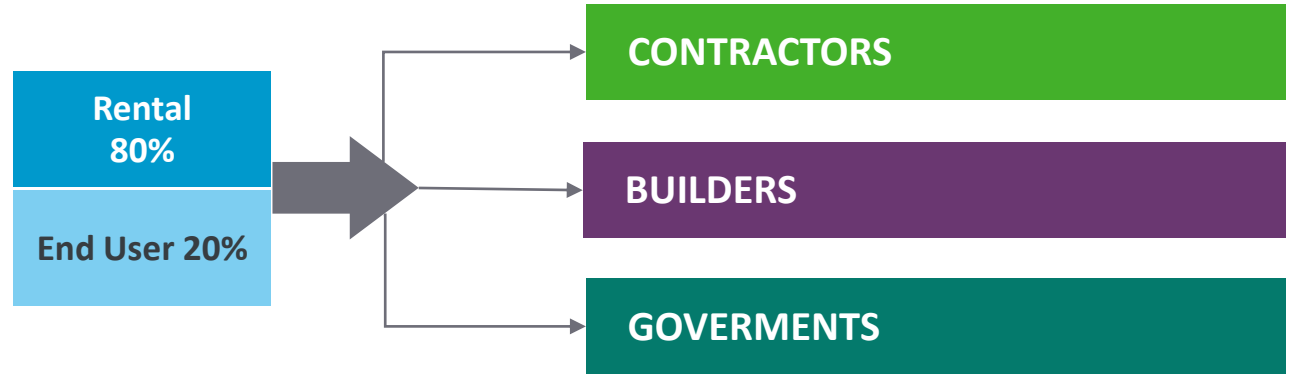 Rental
80%
End User 20%
CONTRACTORS
BUILDERS
GOVERMENTS